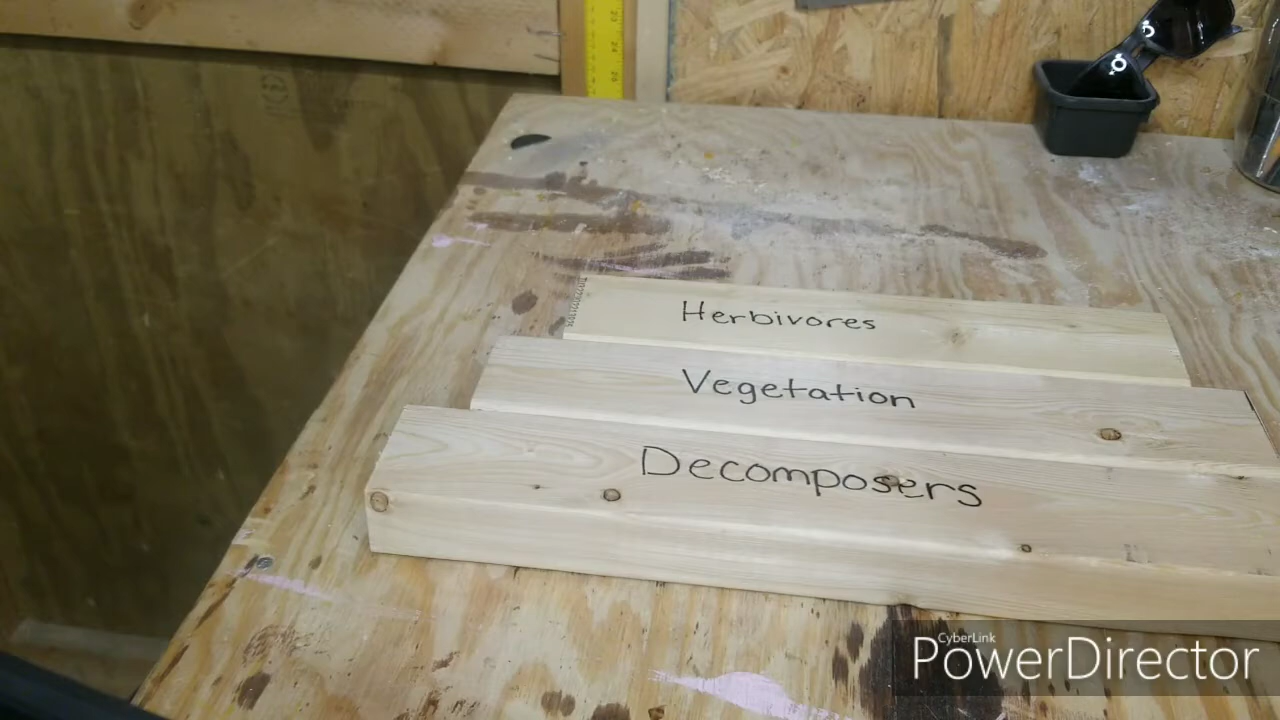 Herbivores
Vegetation
Decomposers
CyberLink
PowerDirector